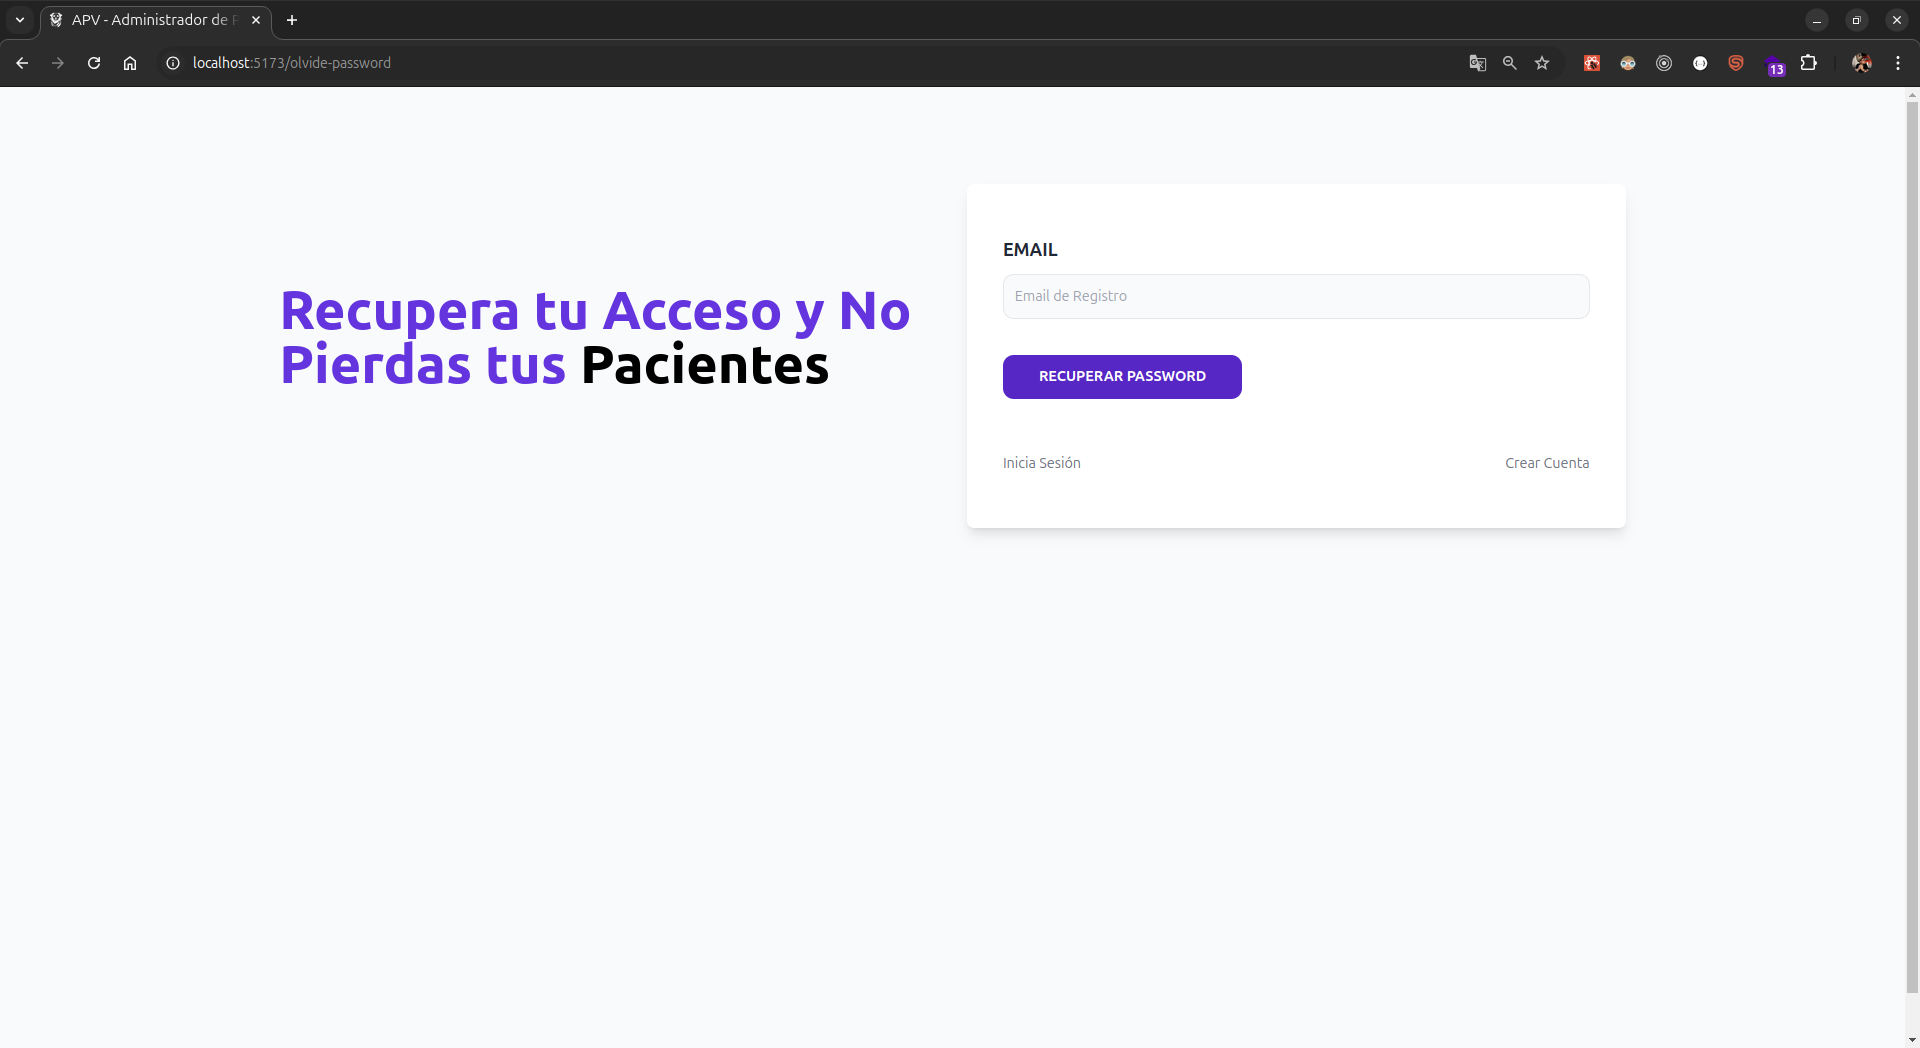 APV - Administrador de
localhost:5173/olvide-password
13
EMAIL
Email de Registro
Recupera tu Acceso y No
Pierdas tus Pacientes
RECUPERAR PASSWORD
Inicia Sesión
Crear Cuenta